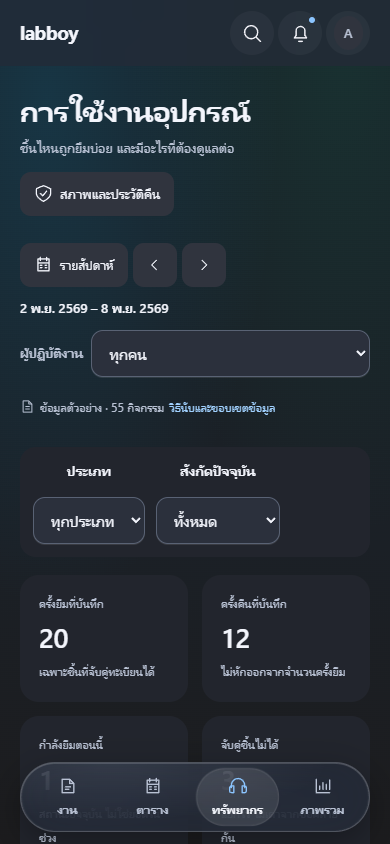 labboy
A
การใช้งานอุปกรณ์
ชิ้นไหนถูกยืมบ่อย และมีอะไรที่ต้องดูแลต่อ
สภาพและประวัติคืน
รายสัปดาห์
2 พ.ย. 2569 – 8 พ.ย. 2569
ผู้ปฏิบัติงาน ทุกคน
ข้อมูลตัวอย่าง · 55 กิจกรรม วิธีนับและขอบเขตข้อมูล
ประเภท สังกัดปัจจุบัน
ทุกประเภท ทั้งหมด
ครั้งยืมที่บันทึก ครั้งคืนที่บันทึก
20 12
เฉพาะชิ้นที่จับคู่ทะเบียนได้ ไม่หักออกจากจำนวนครั้งยืม
กำลังยืมตอนนี้ จับคู่ชิ้นไม่ได้
1
งาน ตาราง ทรัพยากร ภาพรวม
ช่วง กัน